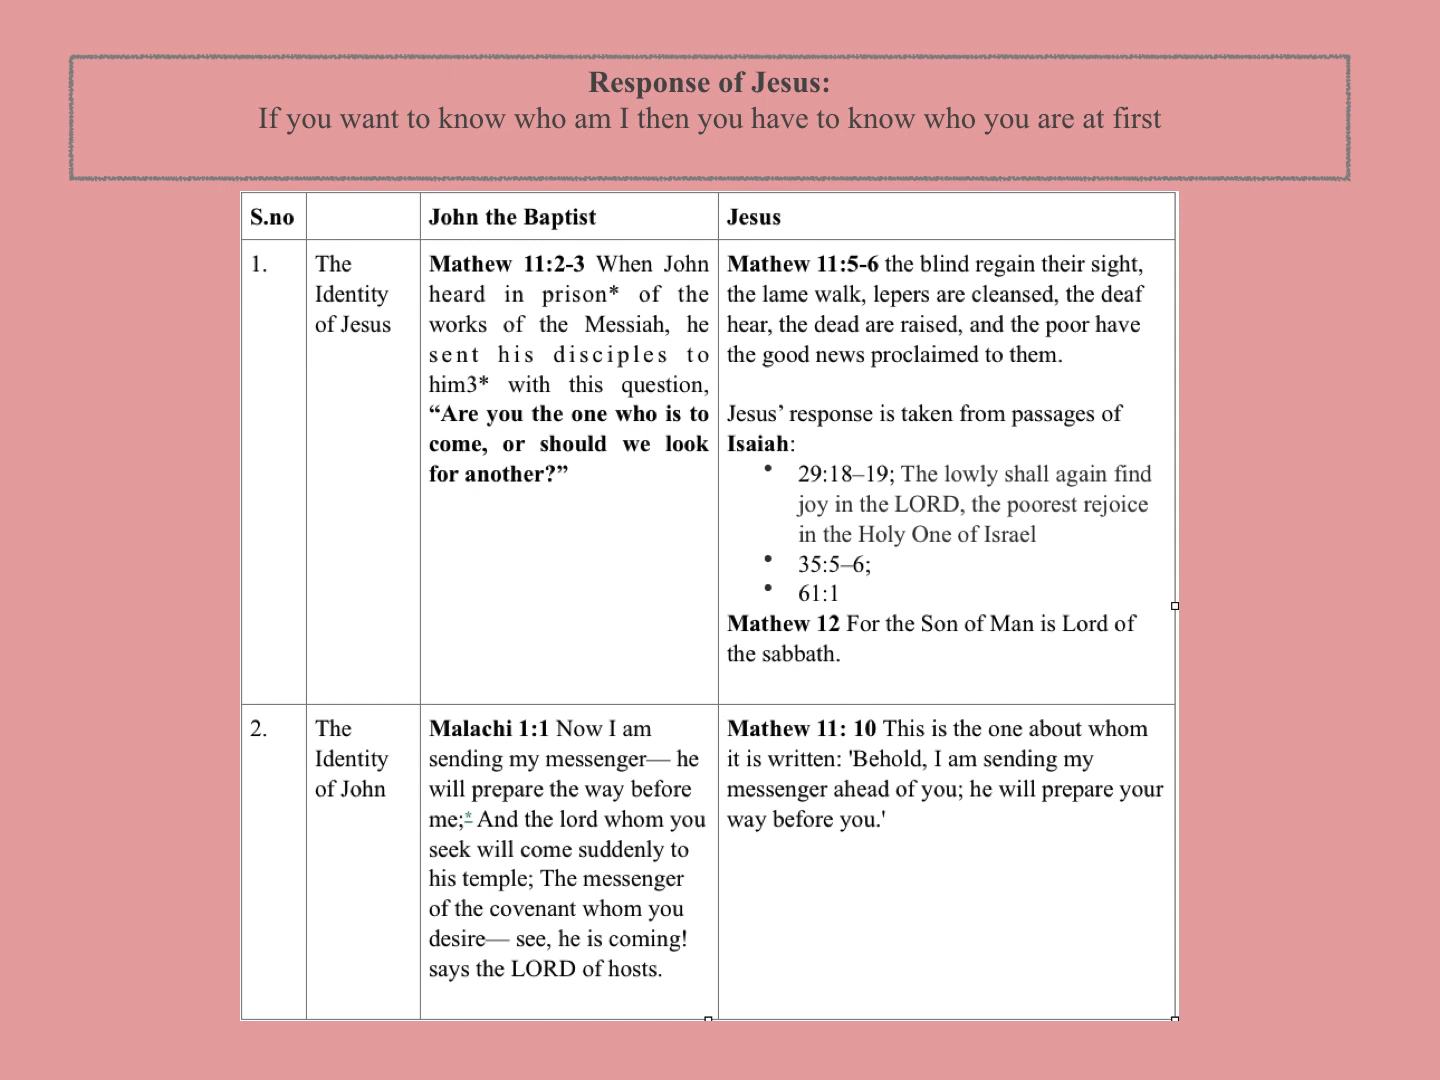 Response of Jesus:
If you want to know who am I then you have to know who you are at first
S.no
John the Baptist
Jesus
1.
The
Identity
of Jesus
Mathew 11:2-3 When John
heard in prison* of the
works of the Messiah, he
sent his disciples to
him3* with this question,
“Are you the one who is to
come, or should we look
for another?”
Mathew 11:5-6 the blind regain their sight,
the lame walk, lepers are cleansed, the deaf
hear, the dead are raised, and the poor have
the good news proclaimed to them.
Jesus’ response is taken from passages of
Isaiah:
• 29:18–19; The lowly shall again find
joy in the LORD, the poorest rejoice
in the Holy One of Israel
• 35:5–6;
• 61:1
Mathew 12 For the Son of Man is Lord of
the sabbath.
2.
The
Identity
of John
Malachi 1:1 Now I am
sending my messenger— he
will prepare the way before
me;* And the lord whom you
seek will come suddenly to
his temple; The messenger
of the covenant whom you
desire— see, he is coming!
says the LORD of hosts.
Mathew 11: 10 This is the one about whom
it is written: 'Behold, I am sending my
messenger ahead of you; he will prepare your
way before you.'